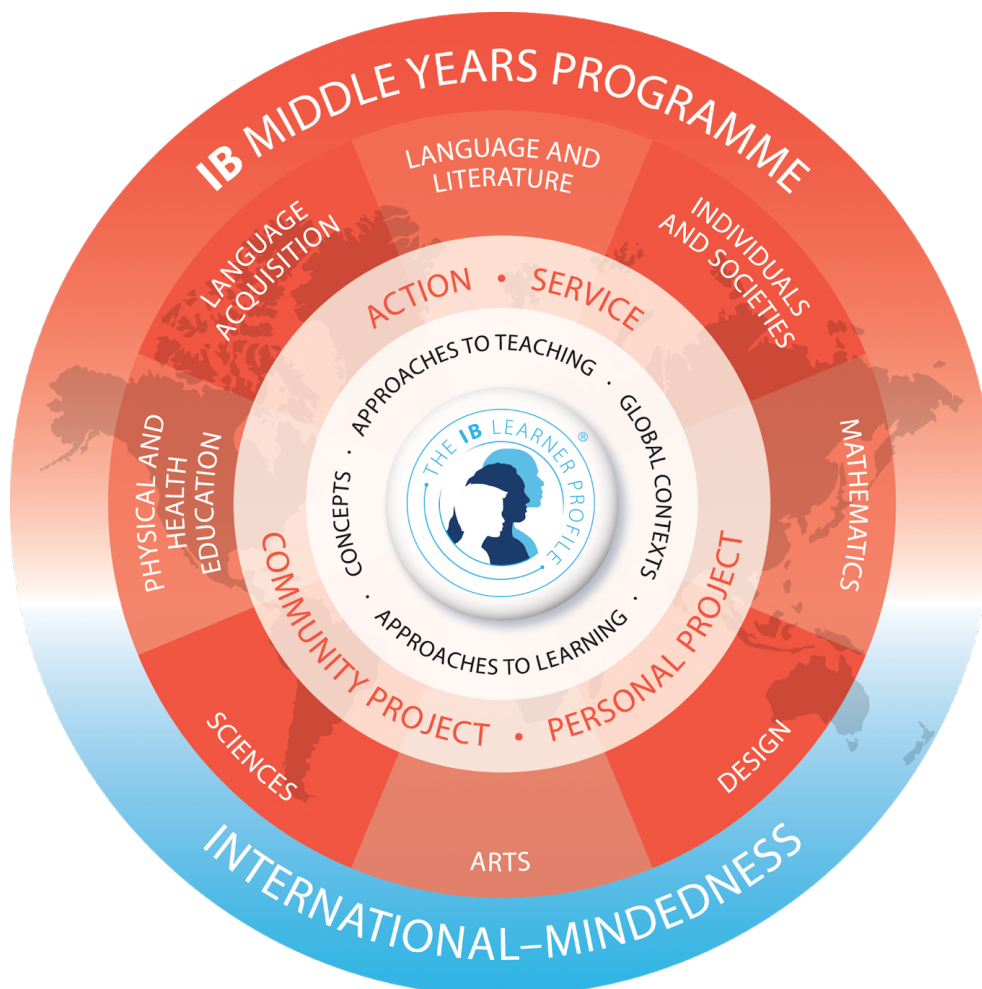 IB MIDDLE YEARS PROGRAMME
LANGUAGE AND
LITERATURE
INDIVIDUALS
AND SOCIETIES
MATHEMATICS
DESIGN
ARTS
SCIENCES
PHYSICAL AND
HEALTH
EDUCATION
LANGUAGE
ACQUISITION
ACTION • SERVICE
PERSONAL PROJECT
• COMMUNITY PROJECT
APPROACHES TO TEACHING ·
GLOBAL CONTEXTS ·
APPROACHES TO LEARNING ·
CONCEPTS ·
THE IB LEARNER PROFILE®
INTERNATIONAL–MINDEDNESS